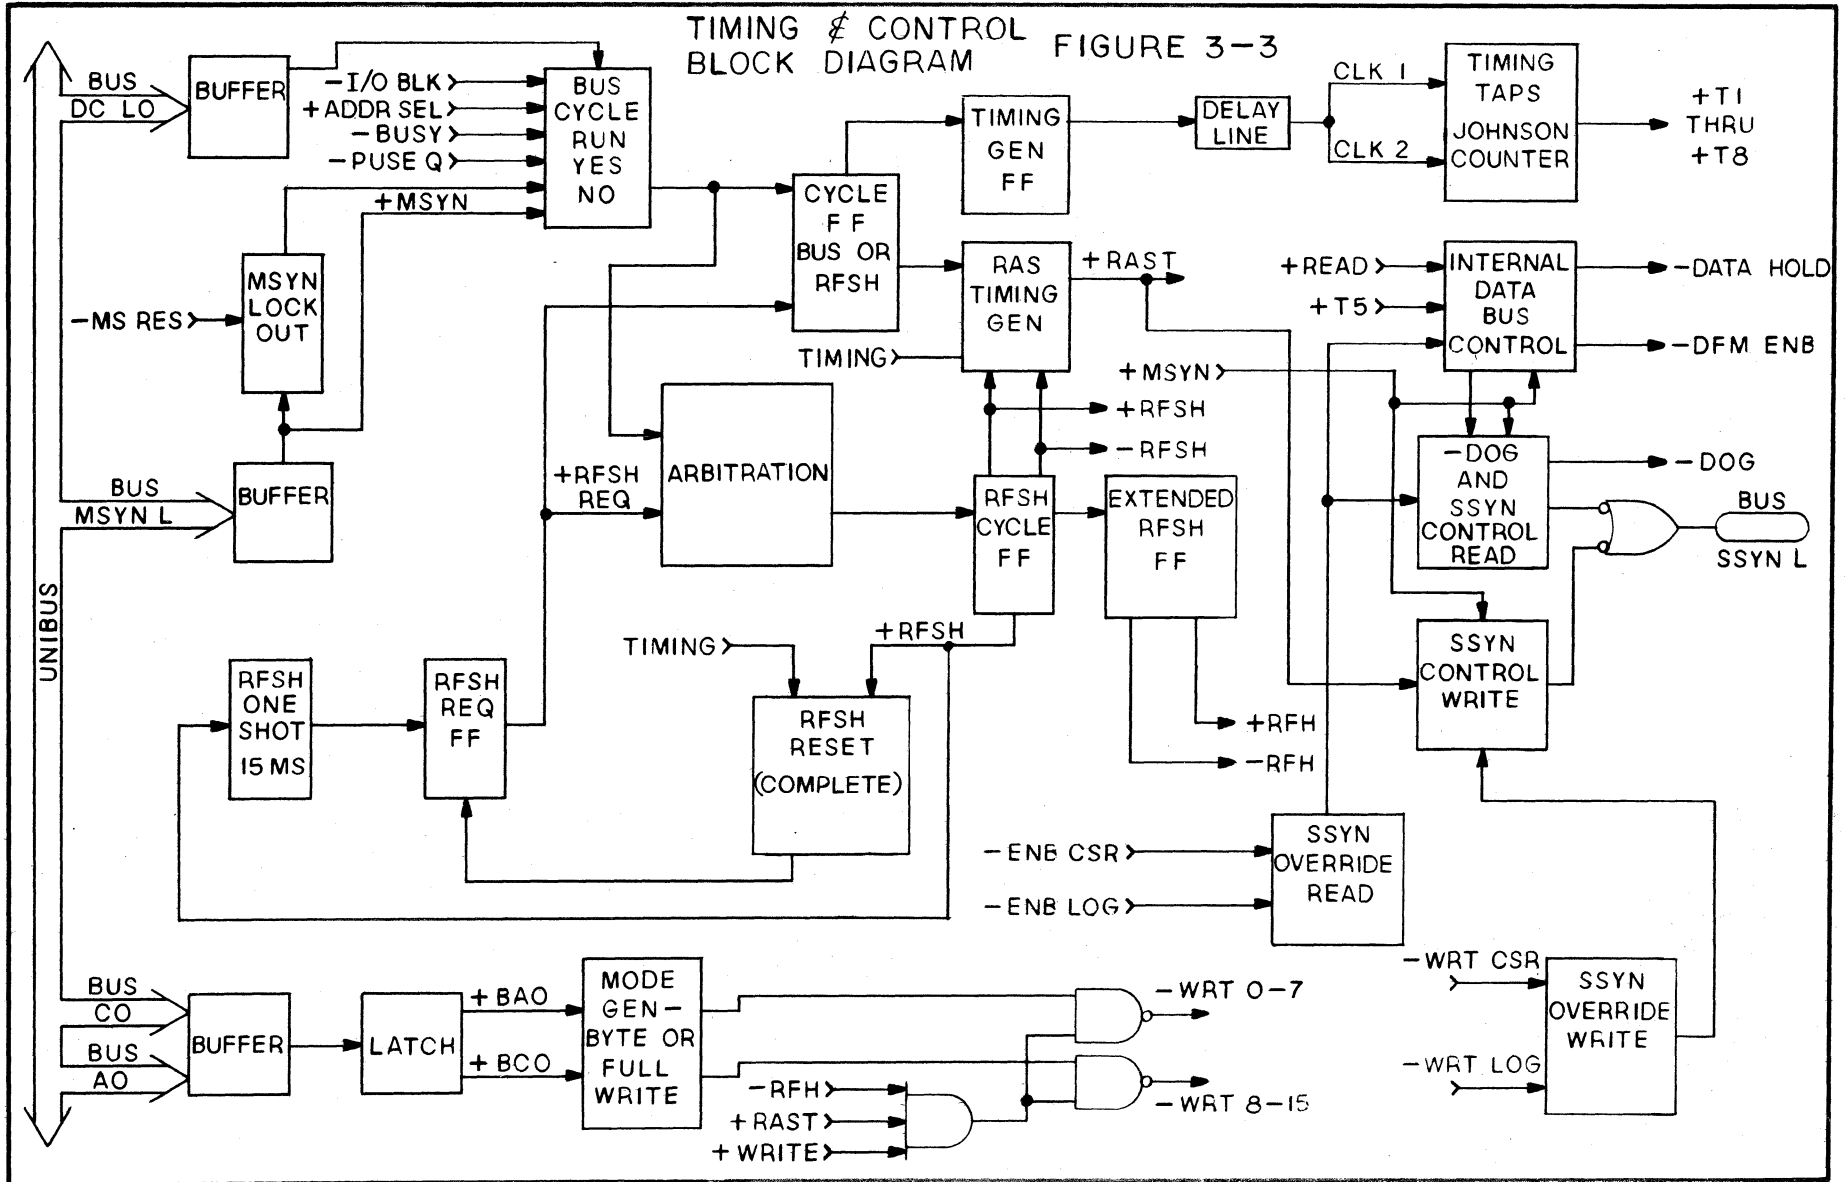 TIMING & CONTROL
BLOCK DIAGRAM
FIGURE 3-3
UNIBUS
BUS
DC LO
BUFFER
-I/O BLK
+ADDR SEL
-BUSY
-PUSE Q
+MSYN
BUS
CYCLE
RUN
YES
NO
MSYN
LOCK
OUT
-MS RES
BUS
MSYN L
BUFFER
CYCLE
F F
BUS OR
RFSH
TIMING
GEN
FF
DELAY
LINE
CLK 1
CLK 2
TIMING
TAPS
JOHNSON
COUNTER
+T1
THRU
+T8
RAS
TIMING
GEN
+RAST
TIMING
+READ
+T5
INTERNAL
DATA
BUS
CONTROL
-DATA HOLD
-DFM ENB
+MSYN
+RFSH
-RFSH
ARBITRATION
+RFSH
REQ
RFSH
CYCLE
FF
EXTENDED
RFSH
FF
-DOG
AND
SSYN
CONTROL
READ
-DOG
BUS
SSYN L
SSYN
CONTROL
WRITE
RFSH
ONE
SHOT
15 MS
RFSH
REQ
FF
TIMING
+RFSH
RFSH
RESET
(COMPLETE)
+RFH
-RFH
-ENB CSR
-ENB LOG
SSYN
OVERRIDE
READ
-WRT CSR
-WRT LOG
SSYN
OVERRIDE
WRITE
BUS
CO
BUS
AO
BUFFER
LATCH
+BAO
+BCO
MODE
GEN-
BYTE OR
FULL
WRITE
-RFH
+RAST
+WRITE
-WRT 0-7
-WRT 8-15